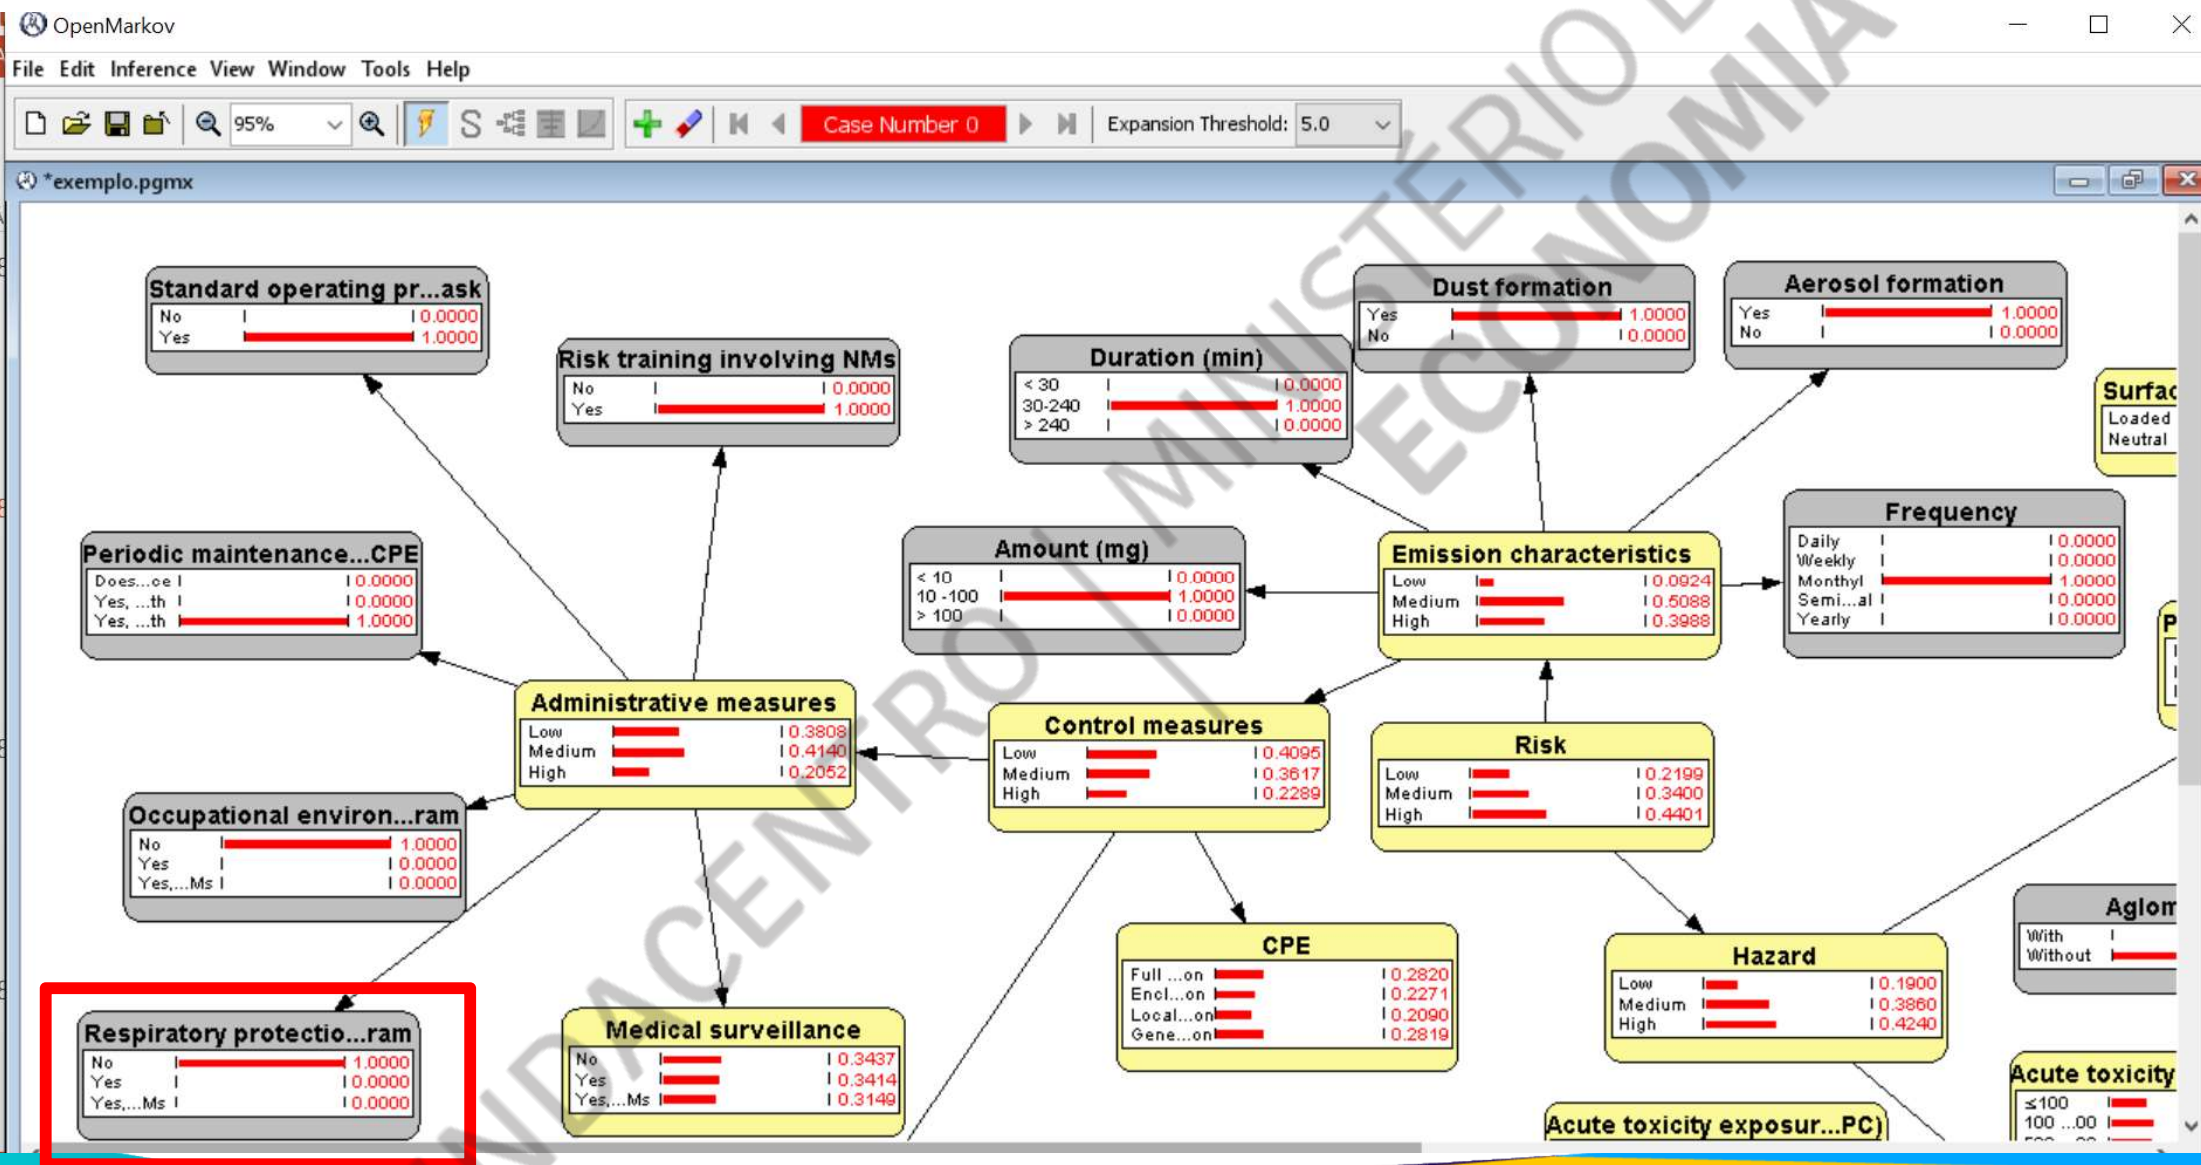 OpenMarkov
File Edit Inference View Window Tools Help
95%
S
Case Number 0
Expansion Threshold: 5.0
*exemplo.pgmx
Standard operating pr...ask
No 0.0000
Yes 1.0000
Risk training involving NMs
No 0.0000
Yes 1.0000
Duration (min)
< 30 0.0000
30-240 1.0000
> 240 0.0000
Dust formation
Yes 1.0000
No 0.0000
Aerosol formation
Yes 1.0000
No 0.0000
Surfac
Loaded
Neutral
Periodic maintenance...CPE
Does...ce 0.0000
Yes, ...th 0.0000
Yes, ...th 1.0000
Amount (mg)
< 10 0.0000
10 -100 1.0000
> 100 0.0000
Emission characteristics
Low 0.0924
Medium 0.5088
High 0.3988
Frequency
Daily 0.0000
Weekly 0.0000
Monthyl 1.0000
Semi...al 0.0000
Yearly 0.0000
P
Administrative measures
Low 0.3808
Medium 0.4140
High 0.2052
Control measures
Low 0.4095
Medium 0.3617
High 0.2289
Risk
Low 0.2199
Medium 0.3400
High 0.4401
Occupational environ...ram
No 1.0000
Yes 0.0000
Yes,...Ms 0.0000
CPE
Full ...on 0.2820
Encl...on 0.2271
Local...on 0.2090
Gene...on 0.2819
Hazard
Low 0.1900
Medium 0.3860
High 0.4240
Aglom
With
Without
Respiratory protectio...ram
No 1.0000
Yes 0.0000
Yes,...Ms 0.0000
Medical surveillance
No 0.3437
Yes 0.3414
Yes,...Ms 0.3149
Acute toxicity
≤100
100 ...00
Acute toxicity exposur...PC)
NDACENTRO
MINISTÉRIO D
ECONOMIA